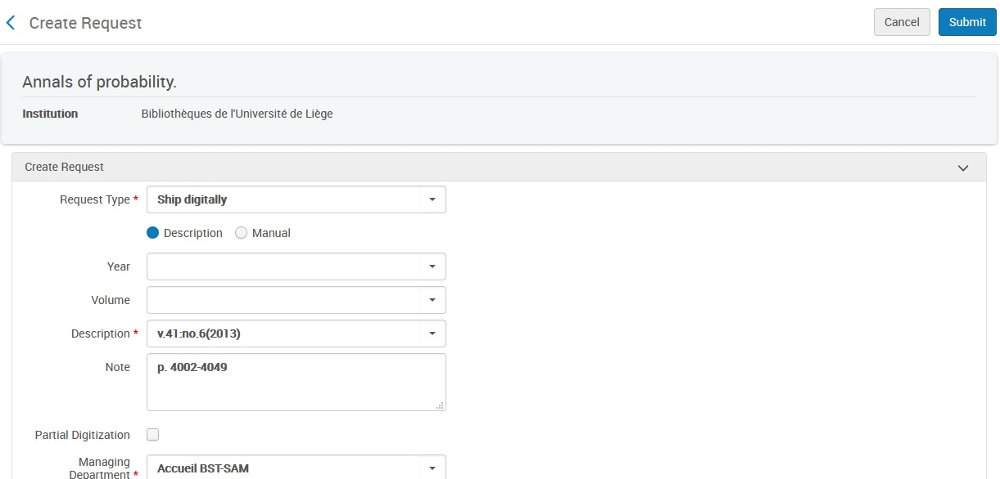 Create Request
Cancel
Submit
Annals of probability.
Institution
Bibliothèques de l'Université de Liège
Create Request
Request Type *
Ship digitally
Description
Manual
Year
Volume
Description *
v.41:no.6(2013)
Note
p. 4002-4049
Partial Digitization
Managing
Department *
Accueil BST-SAM